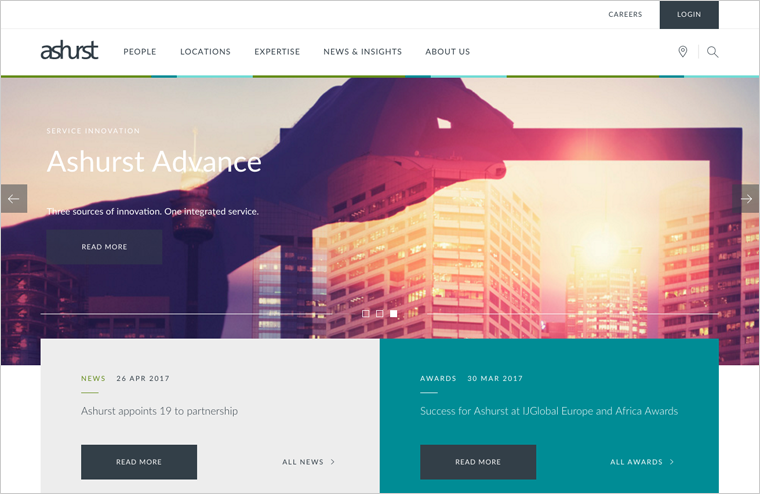 CAREERS
LOGIN
ashurst
PEOPLE
LOCATIONS
EXPERTISE
NEWS & INSIGHTS
ABOUT US
SERVICE INNOVATION
Ashurst Advance
Three sources of innovation. One integrated service.
READ MORE
NEWS 26 APR 2017
Ashurst appoints 19 to partnership
READ MORE
ALL NEWS
AWARDS 30 MAR 2017
Success for Ashurst at IJGlobal Europe and Africa Awards
READ MORE
ALL AWARDS